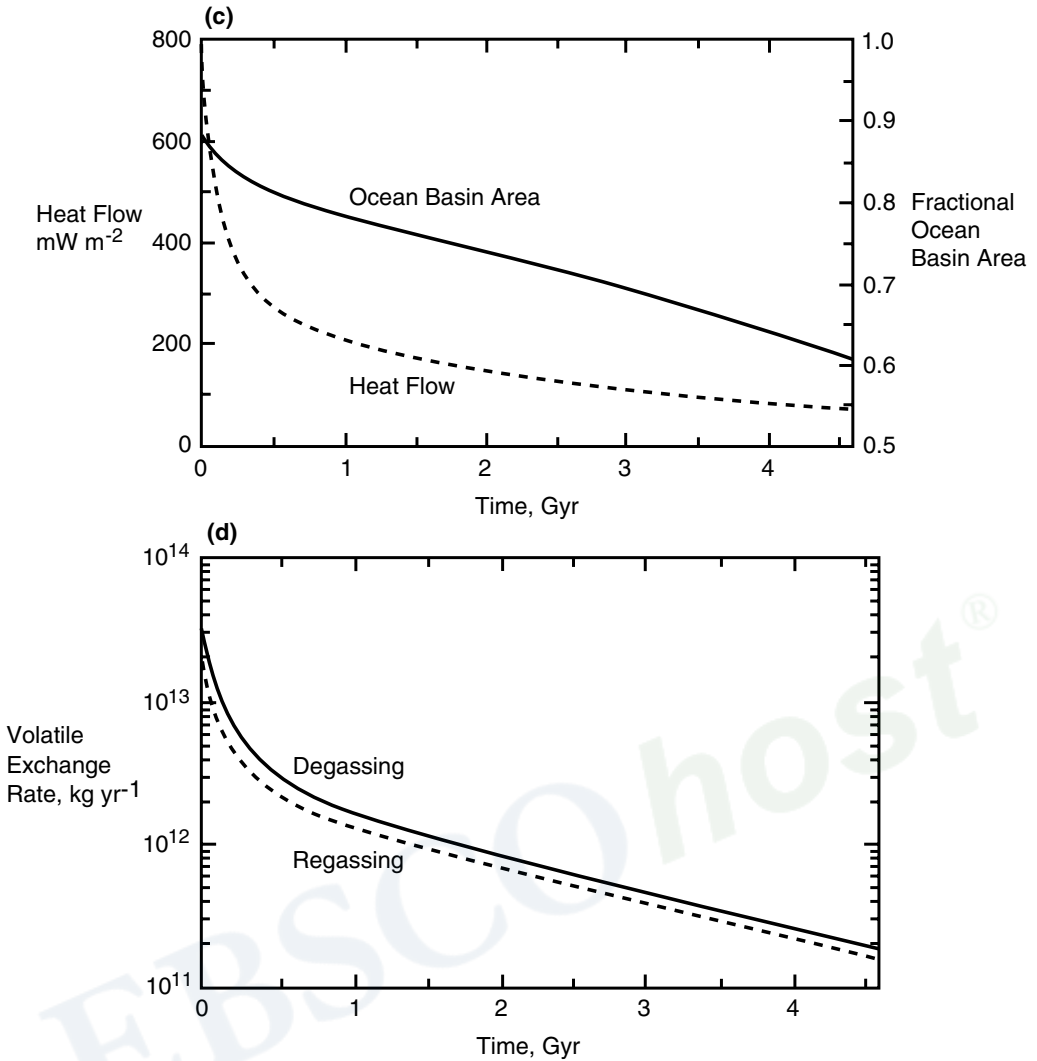 (c)
800
600
400
200
0
Heat Flow
mW m-2
Ocean Basin Area
Heat Flow
1.0
0.9
0.8
0.7
0.6
0.5
Fractional
Ocean
Basin Area
0 1 2 3 4
Time, Gyr
(d)
10^14
10^13
10^12
10^11
Volatile
Exchange
Rate, kg yr-1
Degassing
Regassing
0 1 2 3 4
Time, Gyr
EBSCOhost®